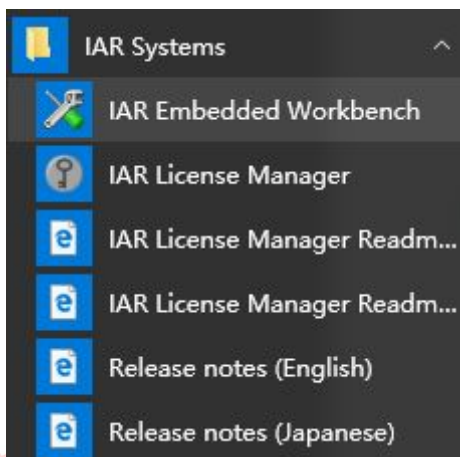 IAR Systems
IAR Embedded Workbench
IAR License Manager
IAR License Manager Readm...
IAR License Manager Readm...
Release notes (English)
Release notes (Japanese)